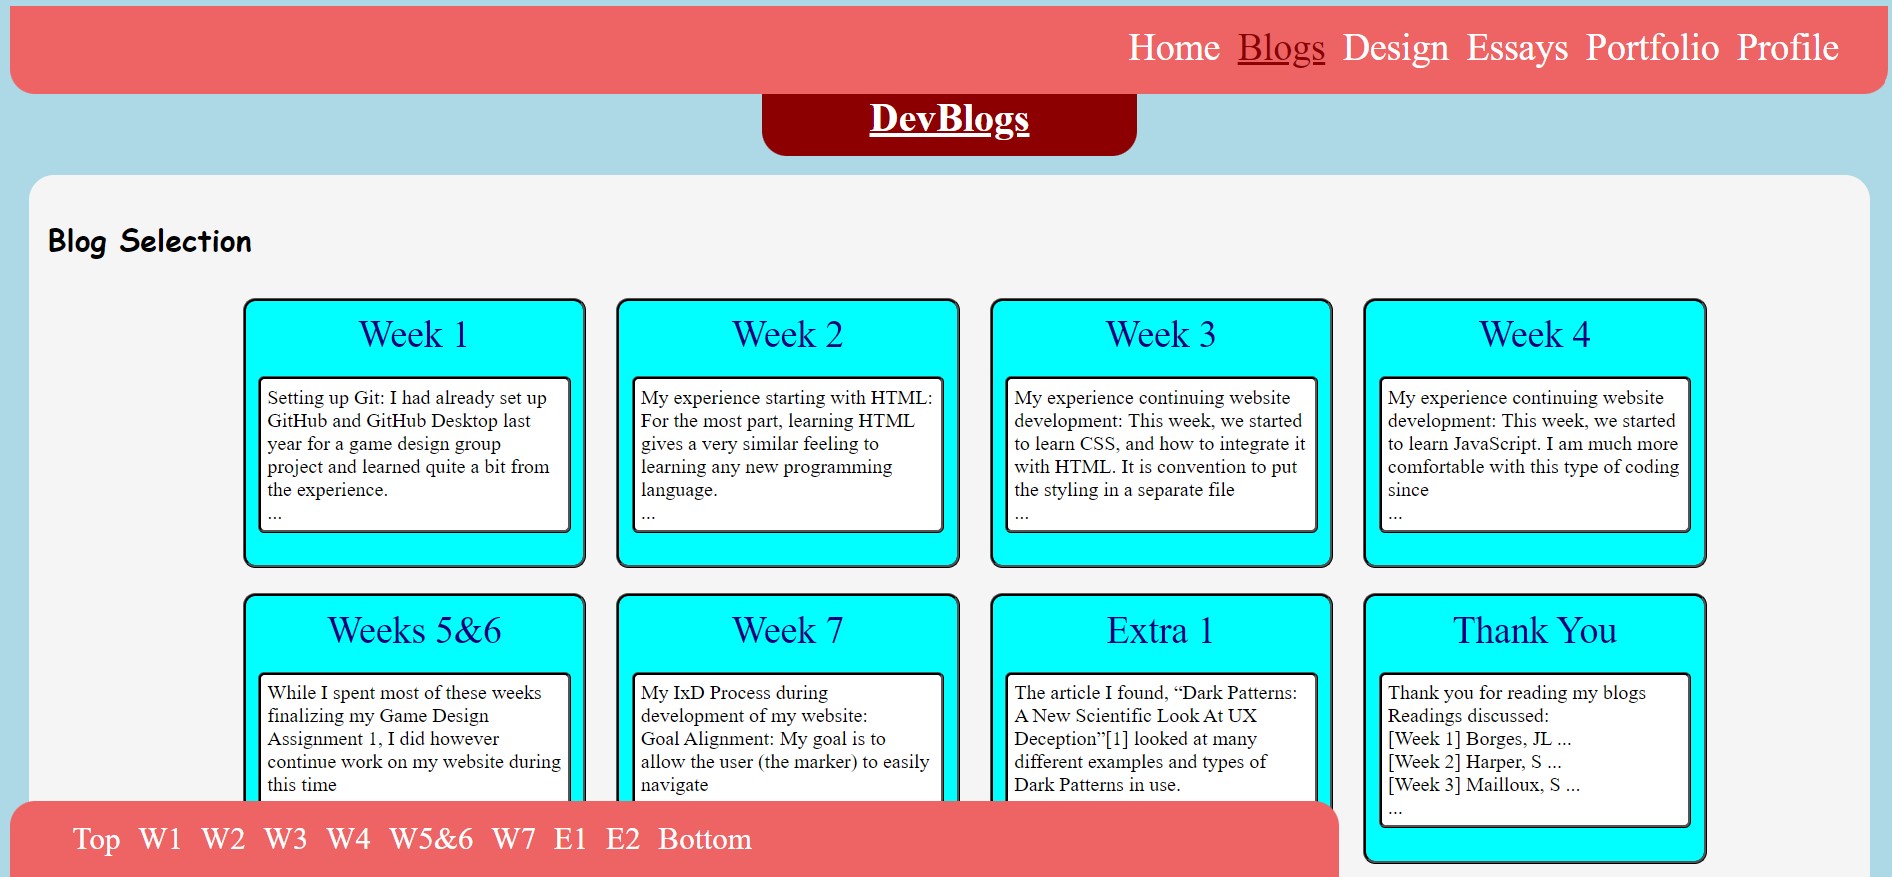 Home Blogs Design Essays Portfolio Profile
DevBlogs
Blog Selection
Week 1
Setting up Git: I had already set up
GitHub and GitHub Desktop last
year for a game design group
project and learned quite a bit from
the experience.
...
Week 2
My experience starting with HTML:
For the most part, learning HTML
gives a very similar feeling to
learning any new programming
language.
...
Week 3
My experience continuing website
development: This week, we started
to learn CSS, and how to integrate it
with HTML. It is convention to put
the styling in a separate file
...
Week 4
My experience continuing website
development: This week, we started
to learn JavaScript. I am much more
comfortable with this type of coding
since
...
Weeks 5&6
While I spent most of these weeks
finalizing my Game Design
Assignment 1, I did however
continue work on my website during
this time
Week 7
My IxD Process during
development of my website:
Goal Alignment: My goal is to
allow the user (the marker) to easily
navigate
Extra 1
The article I found, “Dark Patterns:
A New Scientific Look At UX
Deception”[1] looked at many
different examples and types of
Dark Patterns in use.
Thank You
Thank you for reading my blogs
Readings discussed:
[Week 1] Borges, JL ...
[Week 2] Harper, S ...
[Week 3] Mailloux, S ...
...
Top W1 W2 W3 W4 W5&6 W7 E1 E2 Bottom